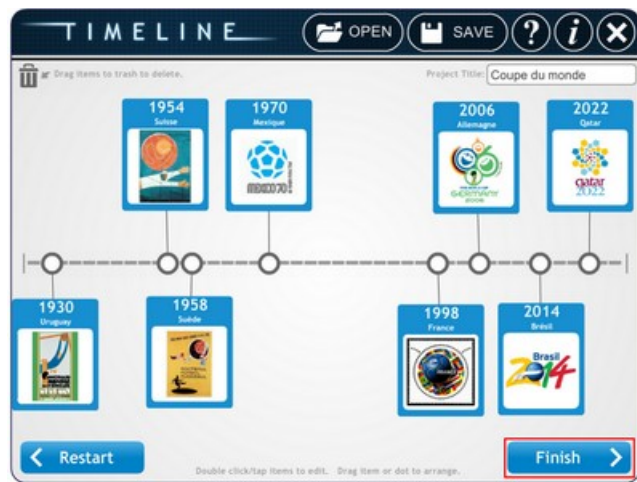 TIMELINE
OPEN
SAVE
?
i
X
Drag items to trash to delete.
Project Title: Coupe du monde
1954
Suisse
1970
Mexique
MEXICO70
2006
Allemagne
GERMANY
2006
2022
Qatar
qatar
2022
1930
Uruguay
1958
Suède
1998
France
2014
Brésil
Brasil
2014
Restart
Double click/tap items to edit. Drag item or dot to arrange.
Finish